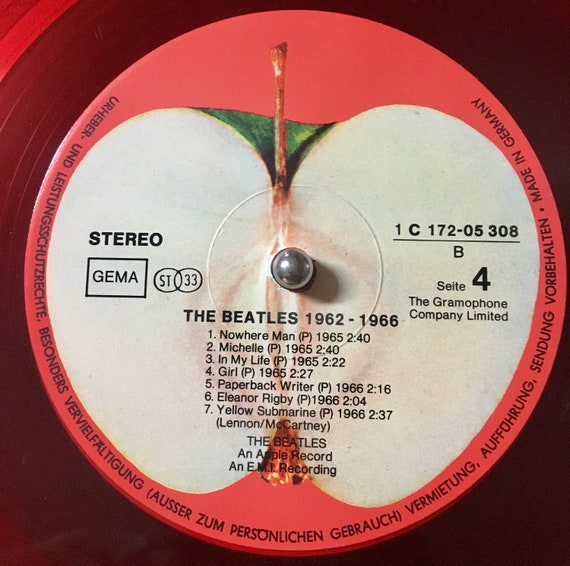 URHEBER- UND LEISTUNGSSCHUTZRECHTE, BESONDERS VERVIELFÄLTIGUNG (AUSSER ZUM PERSÖNLICHEN GEBRAUCH) VERMIETUNG, AUFFÜHRUNG, SENDUNG VORBEHALTEN • MADE IN GERMANY
STEREO
GEMA
ST 33
1 C 172-05 308
B
Seite 4
The Gramophone
Company Limited
THE BEATLES 1962 - 1966
1. Nowhere Man (P) 1965 2:40
2. Michelle (P) 1965 2:40
3. In My Life (P) 1965 2:22
4. Girl (P) 1965 2:27
5. Paperback Writer (P) 1966 2:16
6. Eleanor Rigby (P)1966 2:04
7. Yellow Submarine (P) 1966 2:37
(Lennon/McCartney)
THE BEATLES
An Apple Record
An E.M.I. Recording